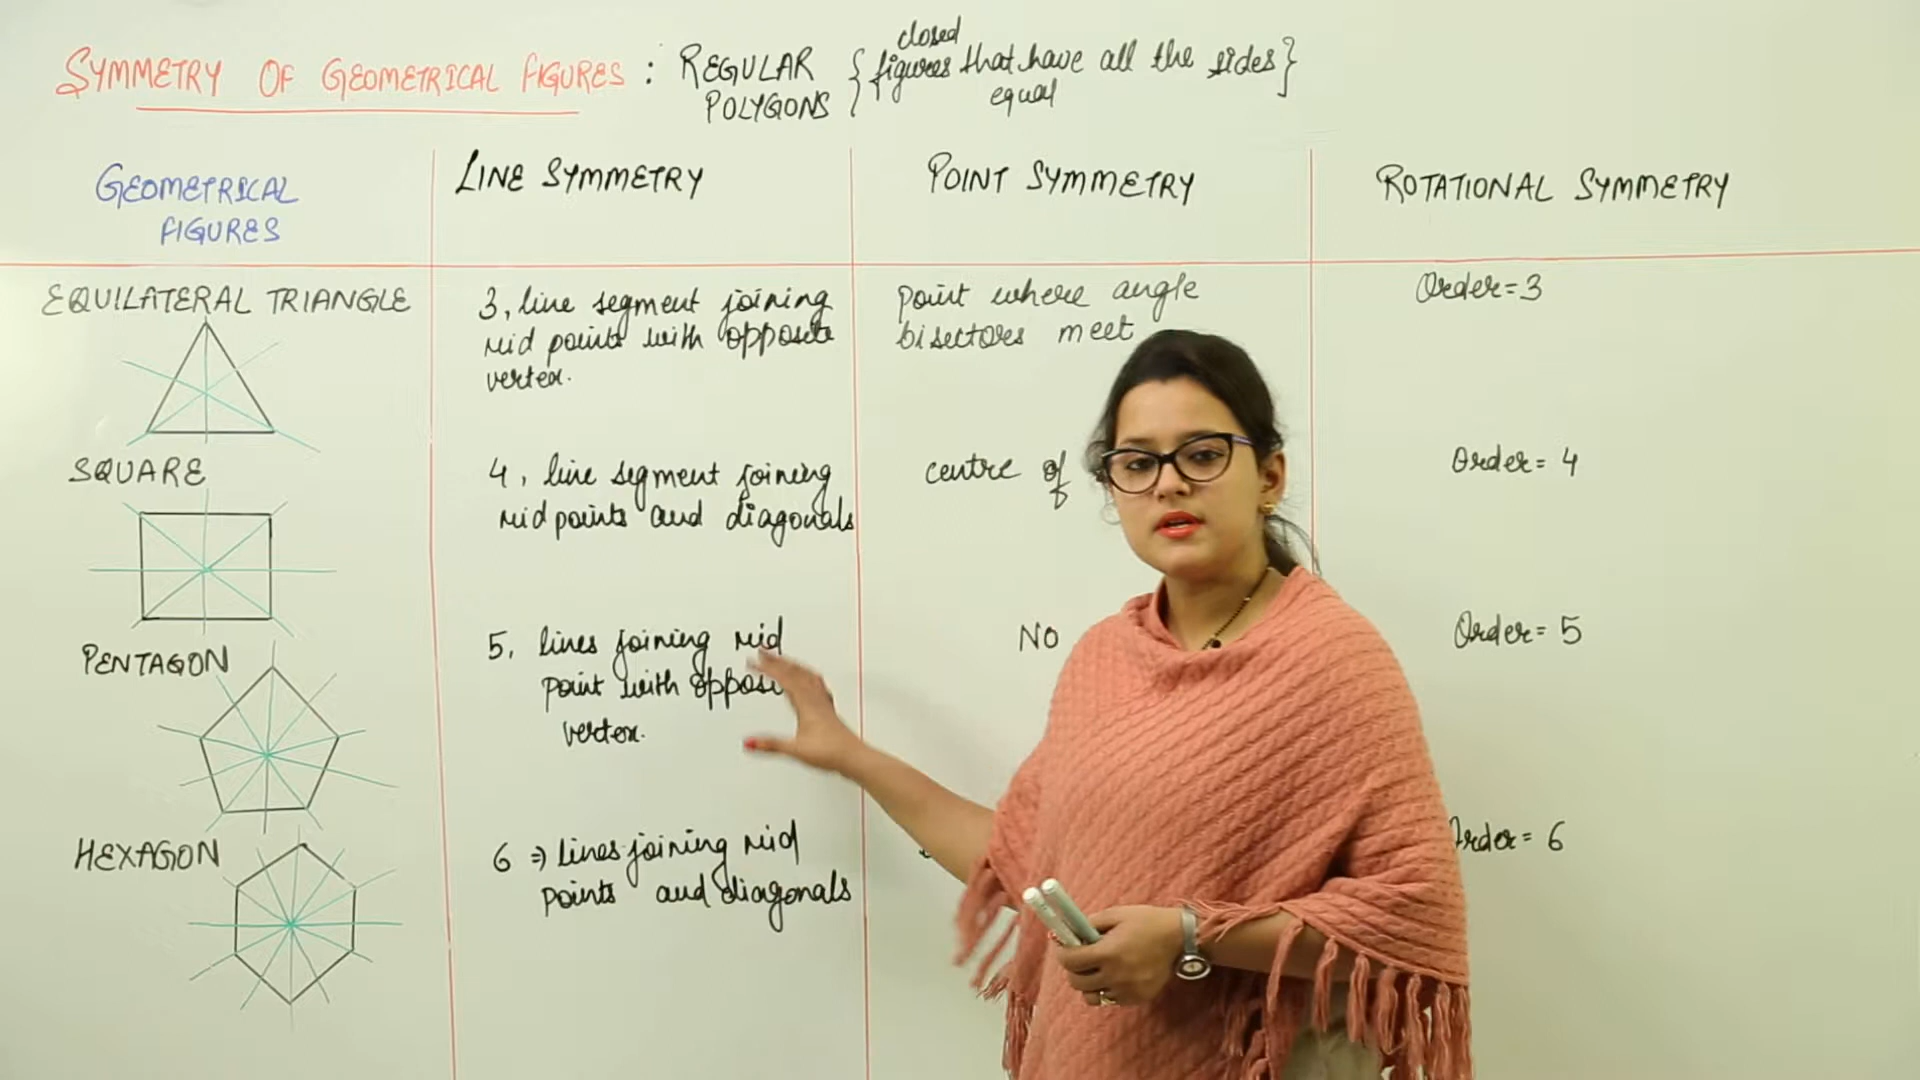 SYMMETRY OF GEOMETRICAL FIGURES : REGULAR POLYGONS {closed figures that have all the sides equal}
GEOMETRICAL
FIGURES
LINE SYMMETRY
POINT SYMMETRY
ROTATIONAL SYMMETRY
EQUILATERAL TRIANGLE
3, line segment joining
mid points with opposite
vertex.
point where angle
bisectors meet
Order=3
SQUARE
4, line segment joining
midpoints and diagonals
centre of
Order= 4
PENTAGON
5, lines joining mid
point with
vertex.
NO
Order= 5
HEXAGON
6 ⇒ lines joining mid
points and diagonals
Order= 6